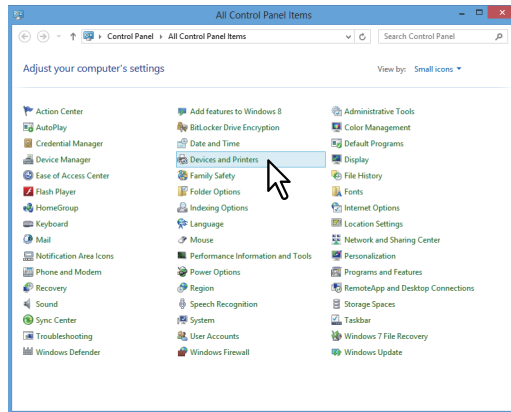 All Control Panel Items
Control Panel All Control Panel Items Search Control Panel
Adjust your computer's settings View by: Small icons
Action Center Add features to Windows 8 Administrative Tools
AutoPlay BitLocker Drive Encryption Color Management
Credential Manager Date and Time Default Programs
Device Manager Devices and Printers Display
Ease of Access Center Family Safety File History
Flash Player Folder Options Fonts
HomeGroup Indexing Options Internet Options
Keyboard Language Location Settings
Mail Mouse Network and Sharing Center
Notification Area Icons Performance Information and Tools Personalization
Phone and Modem Power Options Programs and Features
Recovery Region RemoteApp and Desktop Connections
Sound Speech Recognition Storage Spaces
Sync Center System Taskbar
Troubleshooting User Accounts Windows 7 File Recovery
Windows Defender Windows Firewall Windows Update